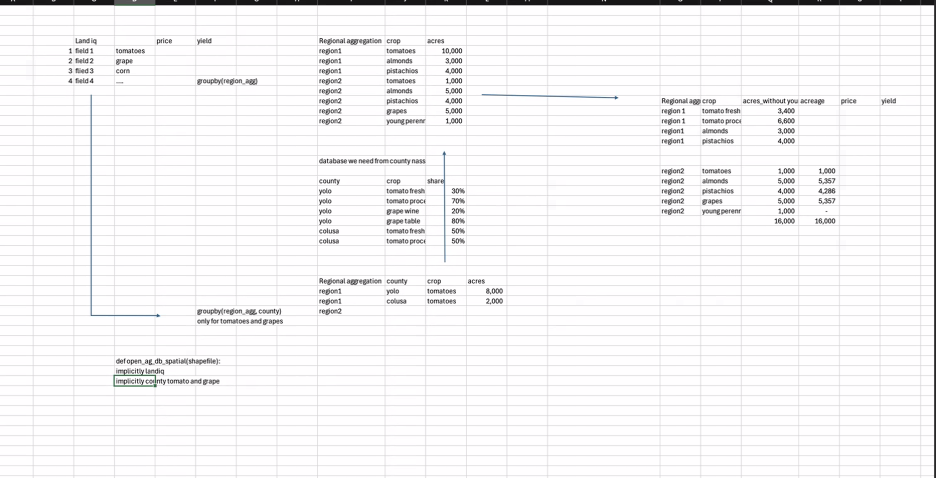 Land iq price yield
1 field 1 tomatoes
2 field 2 grape
3 flied 3 corn
4 field 4 .... groupby(region_agg)
Regional aggregation crop acres
region1 tomatoes 10,000
region1 almonds 3,000
region1 pistachios 4,000
region2 tomatoes 1,000
region2 almonds 5,000
region2 pistachios 4,000
region2 grapes 5,000
region2 young perenr 1,000
database we need from county nass
county crop share
yolo tomato fresh 30%
yolo tomato proce 70%
yolo grape wine 20%
yolo grape table 80%
colusa tomato fresh 50%
colusa tomato proce 50%
Regional aggregation county crop acres
region1 yolo tomatoes 8,000
region1 colusa tomatoes 2,000
region2
groupby(region_agg, county)
only for tomatoes and grapes
def open_ag_db_spatial(shapefile):
implicitly landiq
implicitly county tomato and grape
Regional agg crop acres_without you acreage price yield
region 1 tomato fresh 3,400
region 1 tomato proce 6,600
region1 almonds 3,000
region1 pistachios 4,000
region2 tomatoes 1,000 1,000
region2 almonds 5,000 5,357
region2 pistachios 4,000 4,286
region2 grapes 5,000 5,357
region2 young perenr 1,000 -
16,000 16,000